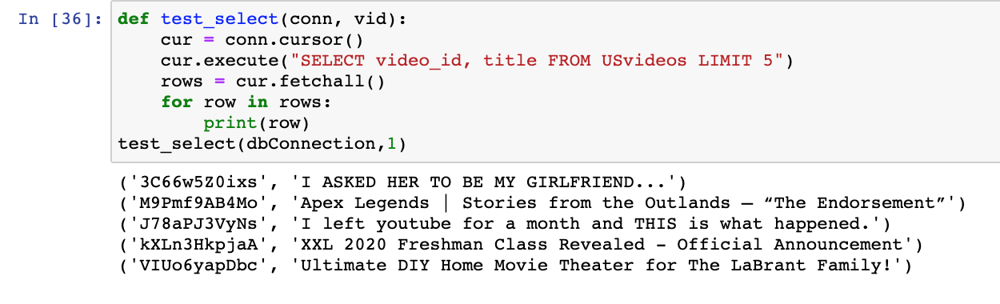 In [36]: def test_select(conn, vid):
    cur = conn.cursor()
    cur.execute("SELECT video_id, title FROM USvideos LIMIT 5")
    rows = cur.fetchall()
    for row in rows:
        print(row)
test_select(dbConnection,1)
('3C66w5Z0ixs', 'I ASKED HER TO BE MY GIRLFRIEND...')
('M9Pmf9AB4Mo', 'Apex Legends | Stories from the Outlands – “The Endorsement”')
('J78aPJ3VyNs', 'I left youtube for a month and THIS is what happened.')
('kXLn3HkpjaA', 'XXL 2020 Freshman Class Revealed - Official Announcement')
('VIUo6yapDbc', 'Ultimate DIY Home Movie Theater for The LaBrant Family!')